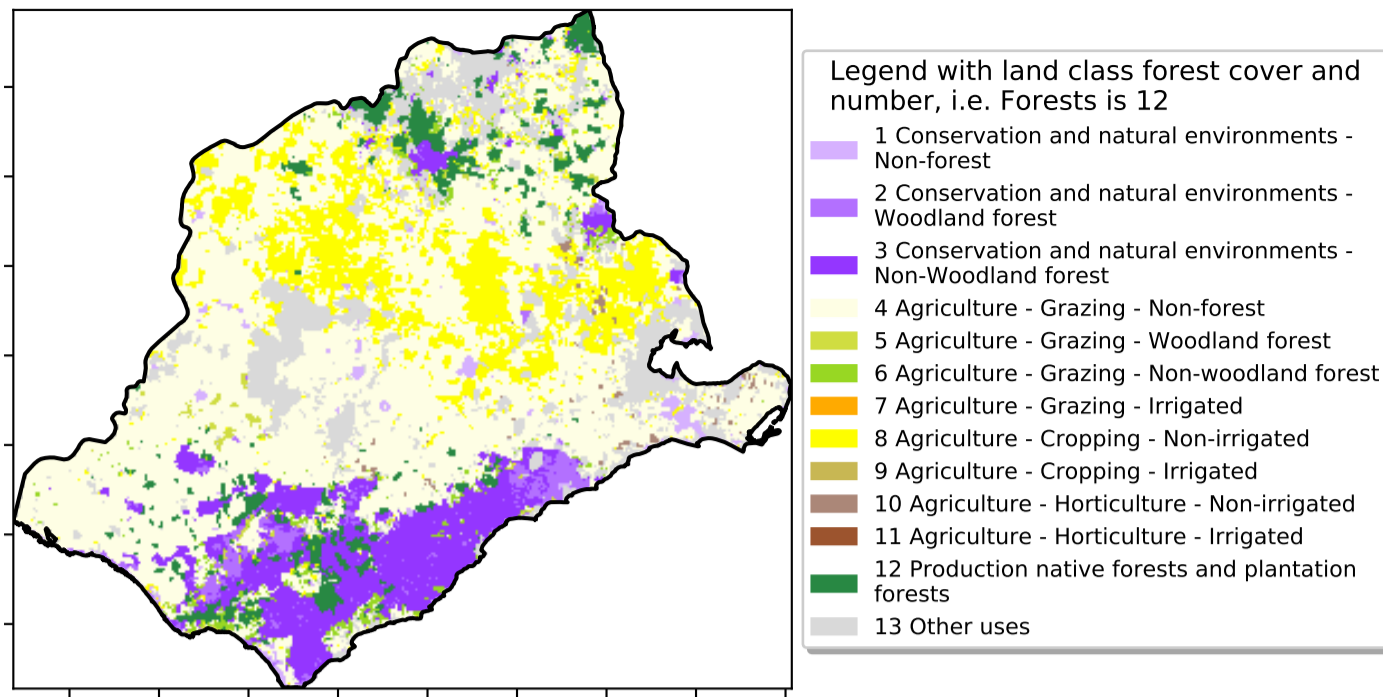 Legend with land class forest cover and
number, i.e. Forests is 12
1 Conservation and natural environments -
Non-forest
2 Conservation and natural environments -
Woodland forest
3 Conservation and natural environments -
Non-Woodland forest
4 Agriculture - Grazing - Non-forest
5 Agriculture - Grazing - Woodland forest
6 Agriculture - Grazing - Non-woodland forest
7 Agriculture - Grazing - Irrigated
8 Agriculture - Cropping - Non-irrigated
9 Agriculture - Cropping - Irrigated
10 Agriculture - Horticulture - Non-irrigated
11 Agriculture - Horticulture - Irrigated
12 Production native forests and plantation
forests
13 Other uses